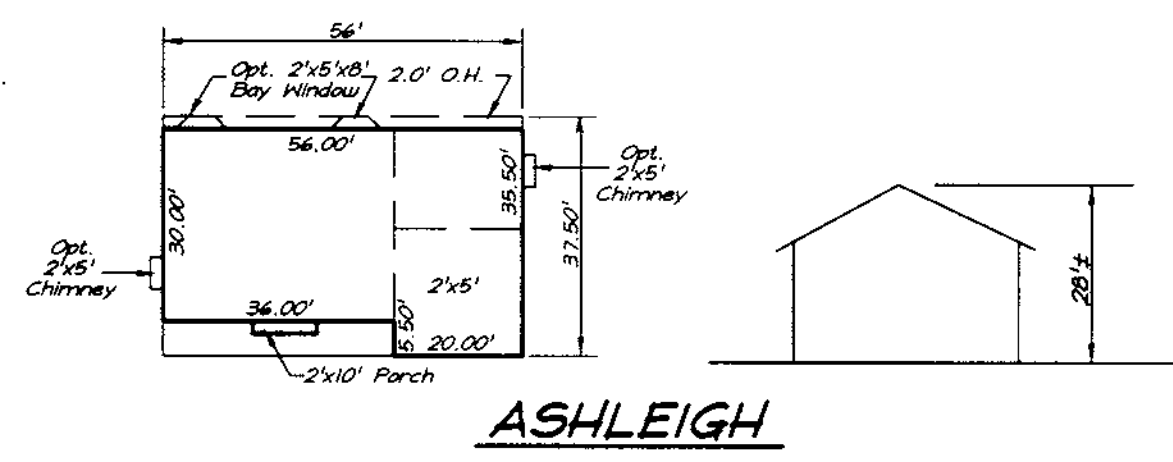 56'
Opt. 2'x5'x8'
Bay Window
2.0' O.H.
56.00'
35.50'
Opt.
2'x5'
Chimney
30.00'
37.50'
Opt.
2'x5'
Chimney
2'x5'
28'±
36.00'
5.50'
20.00'
2'x10' Porch
ASHLEIGH